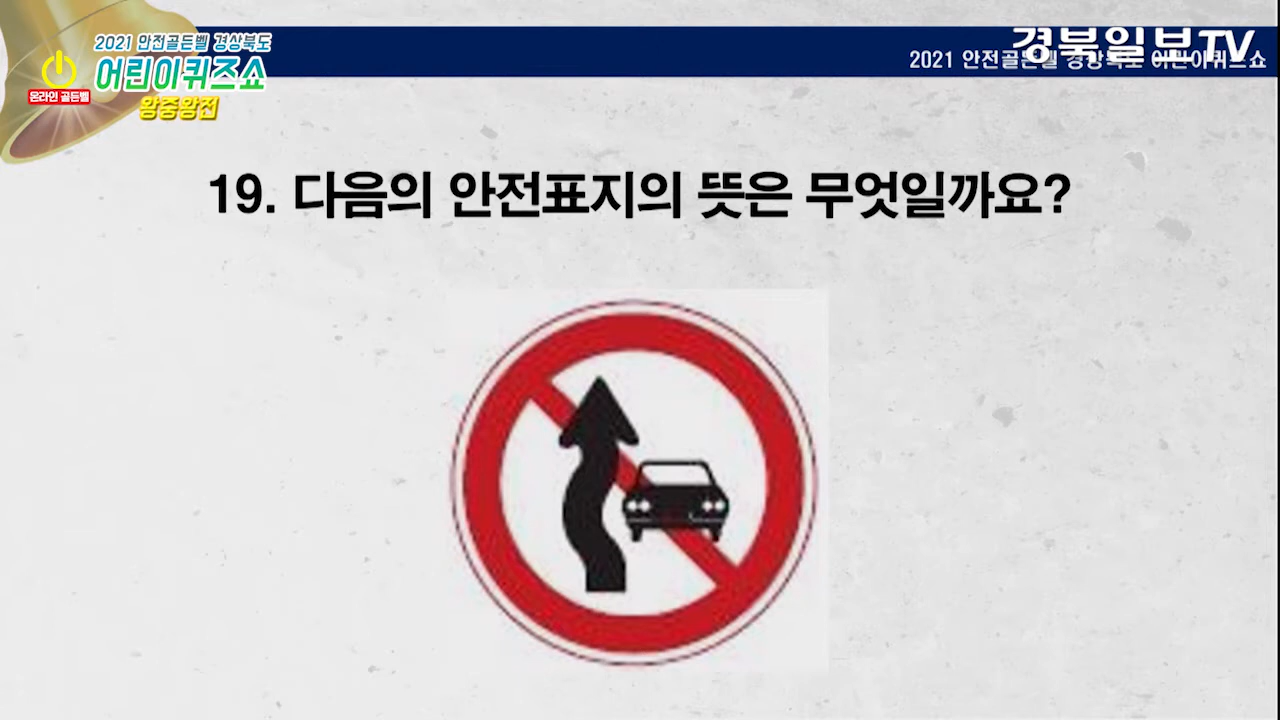 2021 안전골든벨 경상북도
어린이퀴즈쇼
왕중왕전
온라인 골든벨
경북일보TV
2021 안전골든벨 경상북도 어린이퀴즈쇼
19. 다음의 안전표지의 뜻은 무엇일까요?